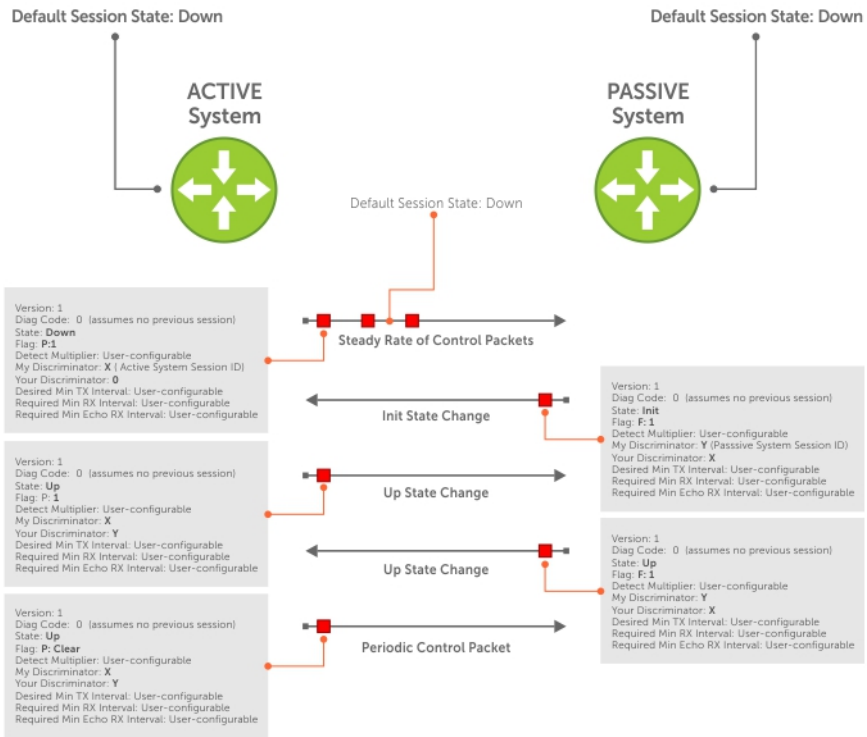 Default Session State: Down
Default Session State: Down
ACTIVE
System
PASSIVE
System
Default Session State: Down
Version: 1
Diag Code: 0 (assumes no previous session)
State: Down
Flag: P:1
Detect Multiplier: User-configurable
My Discriminator: X ( Active System Session ID)
Your Discriminator: 0
Desired Min TX Interval: User-configurable
Required Min RX Interval: User-configurable
Required Min Echo RX Interval: User-configurable
Steady Rate of Control Packets
Init State Change
Version: 1
Diag Code: 0 (assumes no previous session)
State: Init
Flag: F: 1
Detect Multiplier: User-configurable
My Discriminator: Y (Passsive System Session ID)
Your Discriminator: X
Desired Min TX Interval: User-configurable
Required Min RX Interval: User-configurable
Required Min Echo RX Interval: User-configurable
Version: 1
Diag Code: 0 (assumes no previous session)
State: Up
Flag: P: 1
Detect Multiplier: User-configurable
My Discriminator: X
Your Discriminator: Y
Desired Min TX Interval: User-configurable
Required Min RX Interval: User-configurable
Required Min Echo RX Interval: User-configurable
Up State Change
Up State Change
Version: 1
Diag Code: 0 (assumes no previous session)
State: Up
Flag: F: 1
Detect Multiplier: User-configurable
My Discriminator: Y
Your Discriminator: X
Desired Min TX Interval: User-configurable
Required Min RX Interval: User-configurable
Required Min Echo RX Interval: User-configurable
Version: 1
Diag Code: 0 (assumes no previous session)
State: Up
Flag: P: Clear
Detect Multiplier: User-configurable
My Discriminator: X
Your Discriminator: Y
Desired Min TX Interval: User-configurable
Required Min RX Interval: User-configurable
Required Min Echo RX Interval: User-configurable
Periodic Control Packet